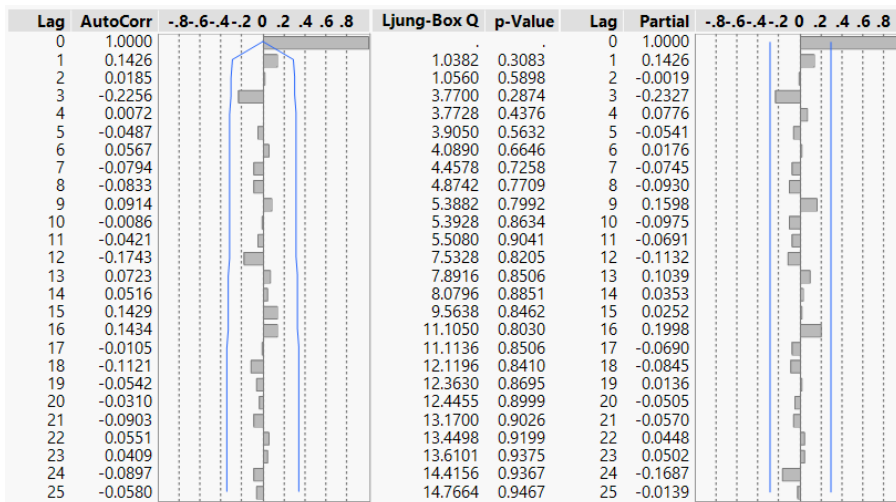 Lag AutoCorr -.8-.6-.4-.2 0 .2 .4 .6 .8 Ljung-Box Q p-Value Lag Partial -.8-.6-.4-.2 0 .2 .4 .6 .8
0 1.0000 . . 0 1.0000
1 0.1426 1.0382 0.3083 1 0.1426
2 0.0185 1.0560 0.5898 2 -0.0019
3 -0.2256 3.7700 0.2874 3 -0.2327
4 0.0072 3.7728 0.4376 4 0.0776
5 -0.0487 3.9050 0.5632 5 -0.0541
6 0.0567 4.0890 0.6646 6 0.0176
7 -0.0794 4.4578 0.7258 7 -0.0745
8 -0.0833 4.8742 0.7709 8 -0.0930
9 0.0914 5.3882 0.7992 9 0.1598
10 -0.0086 5.3928 0.8634 10 -0.0975
11 -0.0421 5.5080 0.9041 11 -0.0691
12 -0.1743 7.5328 0.8205 12 -0.1132
13 0.0723 7.8916 0.8506 13 0.1039
14 0.0516 8.0796 0.8851 14 0.0353
15 0.1429 9.5638 0.8462 15 0.0252
16 0.1434 11.1050 0.8030 16 0.1998
17 -0.0105 11.1136 0.8506 17 -0.0690
18 -0.1121 12.1196 0.8410 18 -0.0845
19 -0.0542 12.3630 0.8695 19 0.0136
20 -0.0310 12.4455 0.8999 20 -0.0505
21 -0.0903 13.1700 0.9026 21 -0.0570
22 0.0551 13.4498 0.9199 22 0.0448
23 0.0409 13.6101 0.9375 23 0.0502
24 -0.0897 14.4156 0.9367 24 -0.1687
25 -0.0580 14.7664 0.9467 25 -0.0139